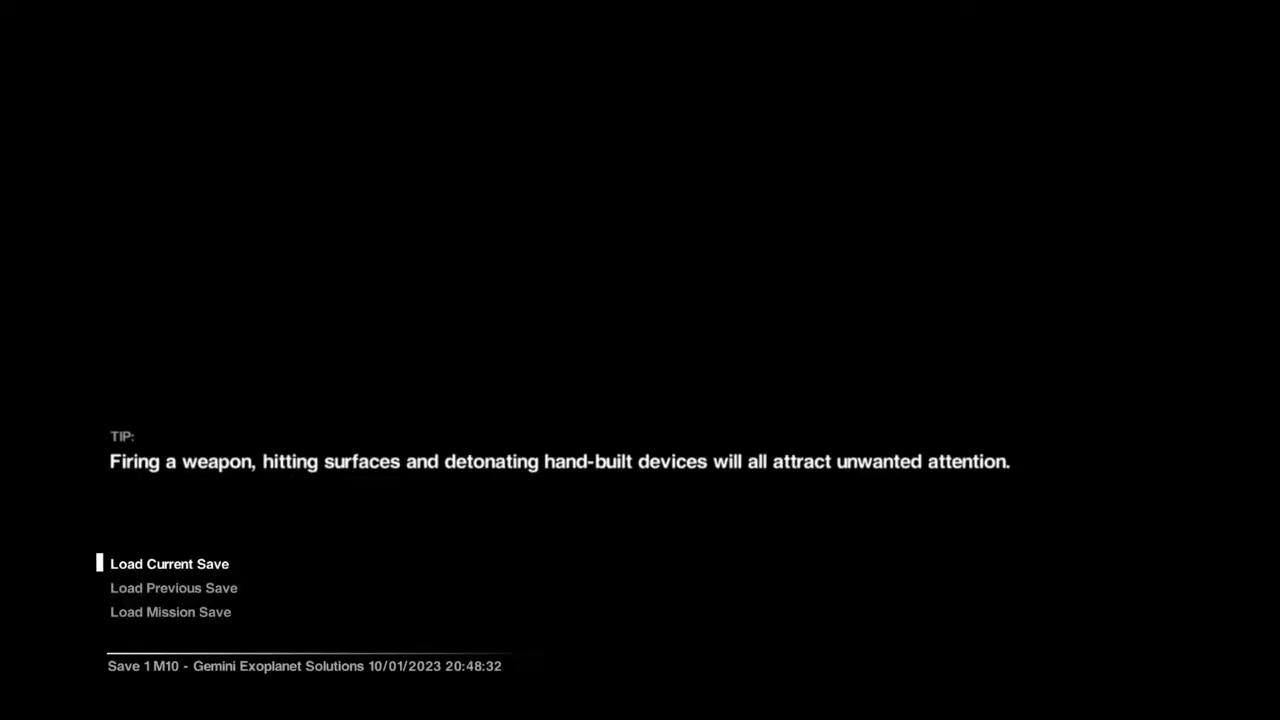 TIP:
Firing a weapon, hitting surfaces and detonating hand-built devices will all attract unwanted attention.
Load Current Save
Load Previous Save
Load Mission Save
Save 1 M10 - Gemini Exoplanet Solutions 10/01/2023 20:48:32